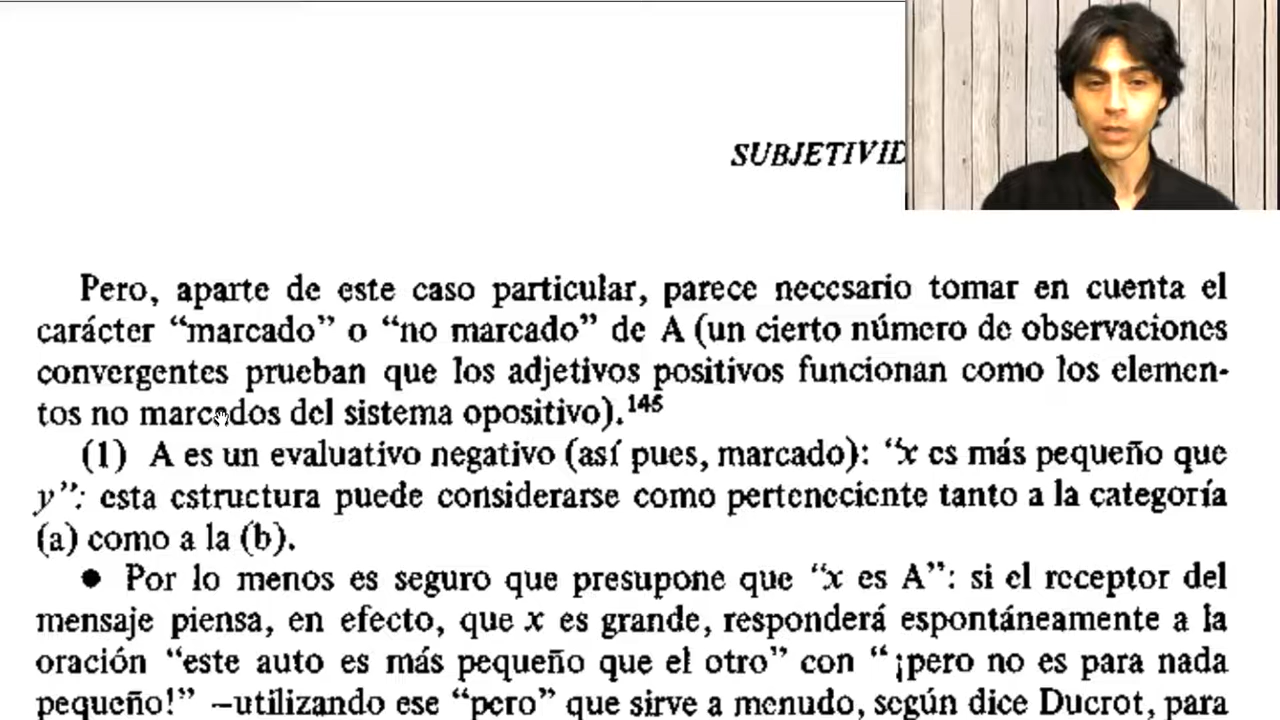 SUBJETIVID
Pero, aparte de este caso particular, parece necesario tomar en cuenta el
carácter “marcado” o “no marcado” de A (un cierto número de observaciones
convergentes prueban que los adjetivos positivos funcionan como los elemen-
tos no marcados del sistema opositivo).145
(1) A es un evaluativo negativo (así pues, marcado): “x es más pequeño que
y”: esta estructura puede considerarse como perteneciente tanto a la categoría
(a) como a la (b).
● Por lo menos es seguro que presupone que “x es A”: si el receptor del
mensaje piensa, en efecto, que x es grande, responderá espontáneamente a la
oración “este auto es más pequeño que el otro” con “¡pero no es para nada
pequeño!” —utilizando ese “pero” que sirve a menudo, según dice Ducrot, para